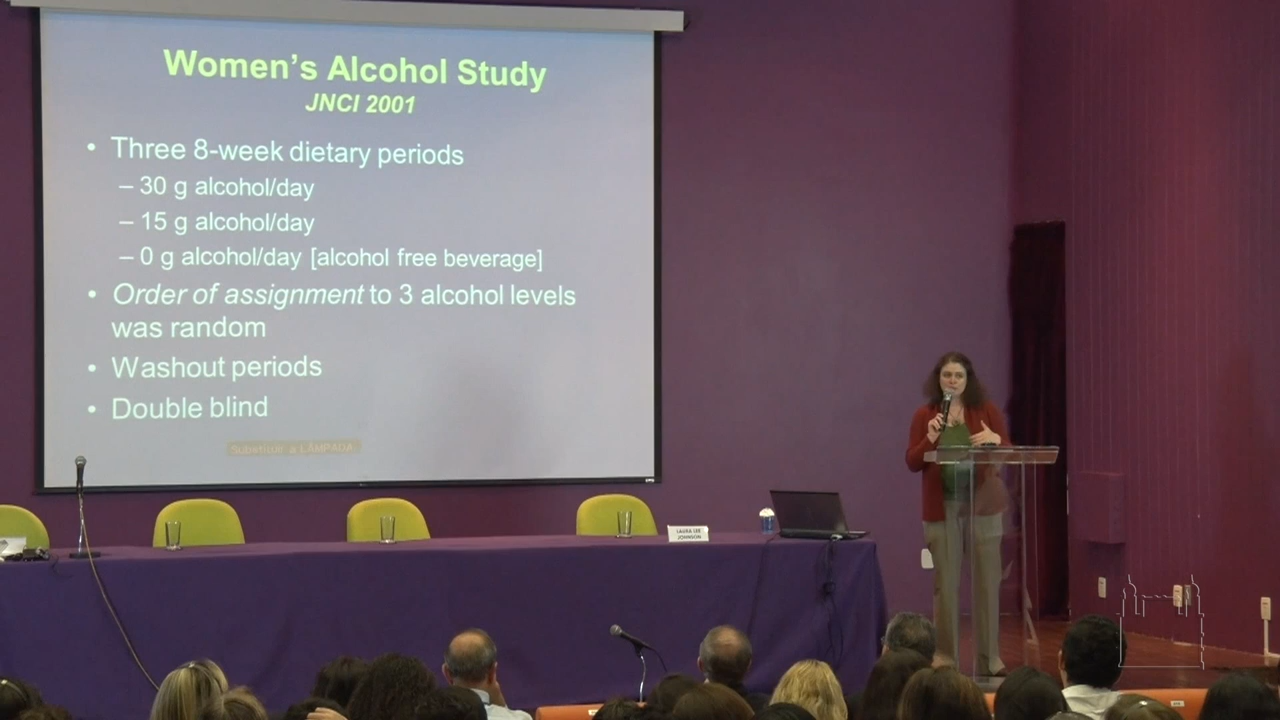 Women's Alcohol Study
JNCI 2001
• Three 8-week dietary periods
– 30 g alcohol/day
– 15 g alcohol/day
– 0 g alcohol/day [alcohol free beverage]
• Order of assignment to 3 alcohol levels
was random
• Washout periods
• Double blind
Substituir a LÂMPADA
LAURA LEE
JOHNSON